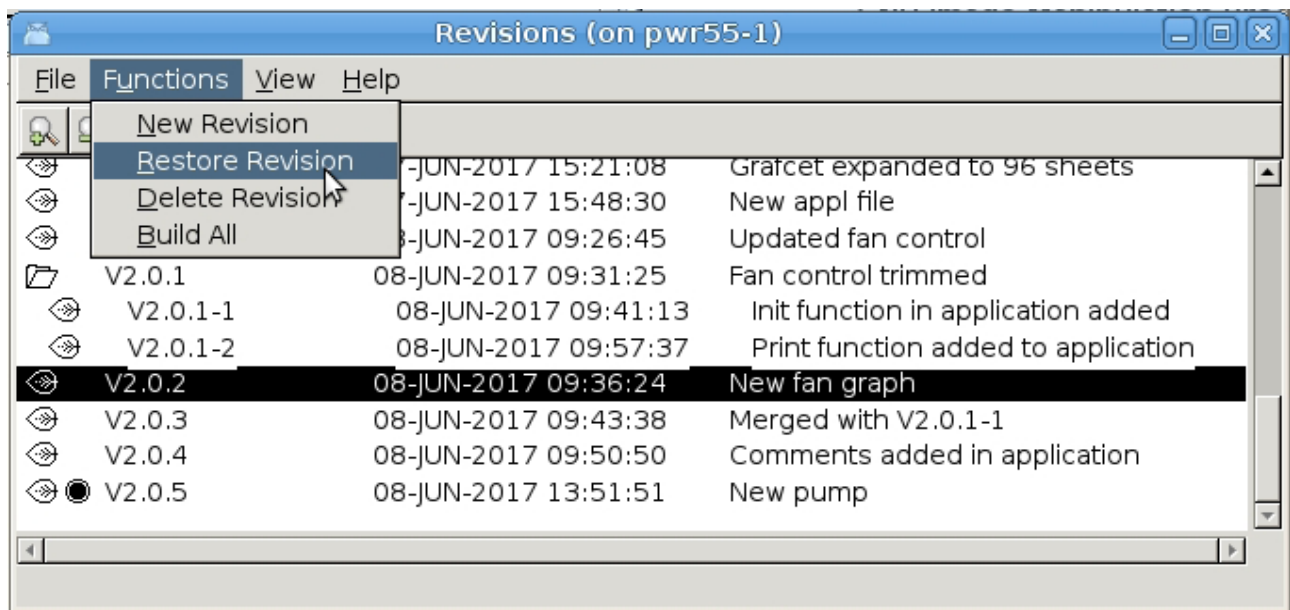 Revisions (on pwr55-1)
File Functions View Help
New Revision
Restore Revision
Delete Revision
Build All
-JUN-2017 15:21:08 Grafcet expanded to 96 sheets
-JUN-2017 15:48:30 New appl file
-JUN-2017 09:26:45 Updated fan control
V2.0.1 08-JUN-2017 09:31:25 Fan control trimmed
V2.0.1-1 08-JUN-2017 09:41:13 Init function in application added
V2.0.1-2 08-JUN-2017 09:57:37 Print function added to application
V2.0.2 08-JUN-2017 09:36:24 New fan graph
V2.0.3 08-JUN-2017 09:43:38 Merged with V2.0.1-1
V2.0.4 08-JUN-2017 09:50:50 Comments added in application
V2.0.5 08-JUN-2017 13:51:51 New pump